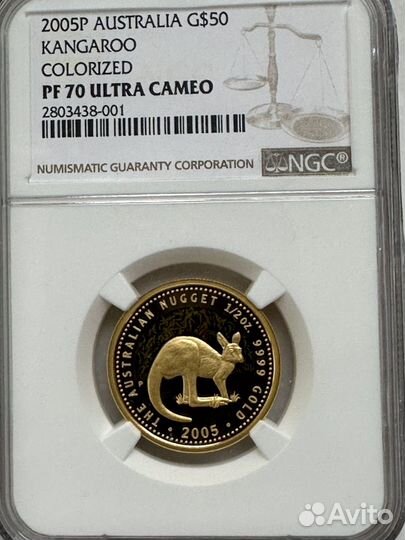 2005P AUSTRALIA G$50
KANGAROO
COLORIZED
PF 70 ULTRA CAMEO
2803438-001
NUMISMATIC GUARANTY CORPORATION NGC®
THE AUSTRALIAN NUGGET 1/2oz. 9999 GOLD
P
· 2005 ·
Avito